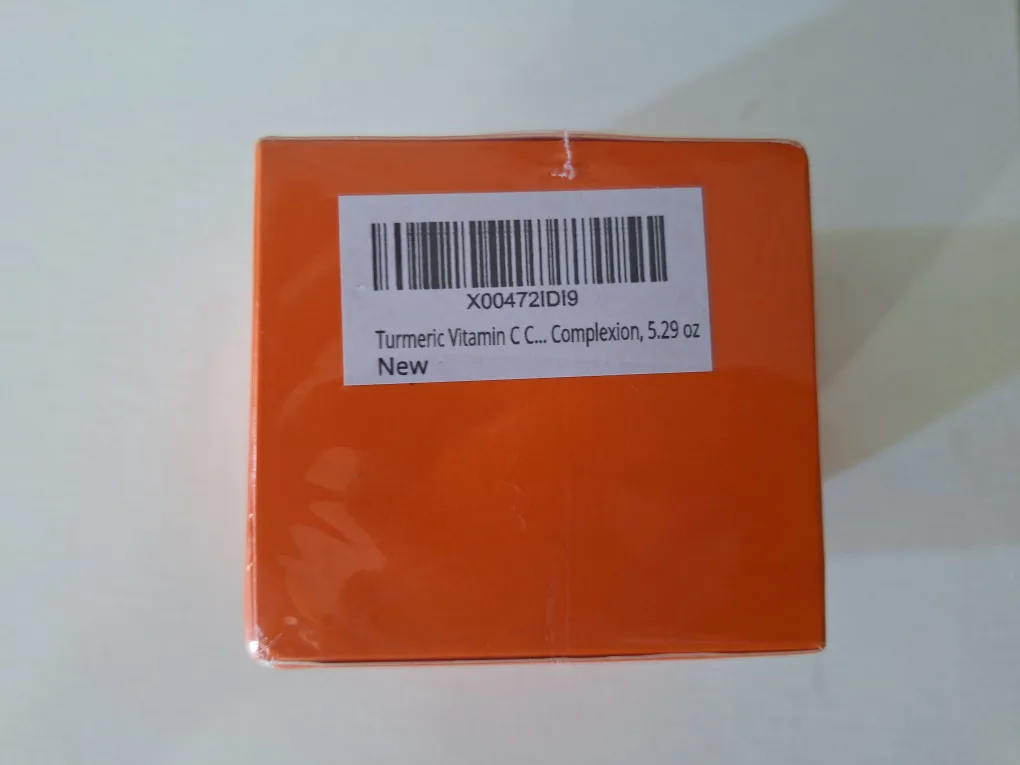 X00472IDI9
Turmeric Vitamin C C... Complexion, 5.29 oz
New